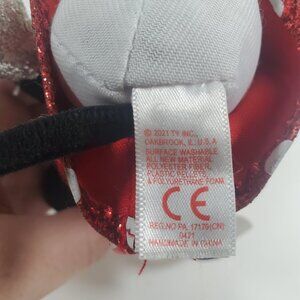 © 2021 TY INC.,
OAKBROOK, IL, U.S.A
SURFACE WASHABLE
ALL NEW MATERIAL
POLYESTER FIBER,
PLASTIC PELLETS
& POLYURETHANE FOAM.
CE
REG.NO PA. 17176(CN)
0421
HANDMADE IN CHINA